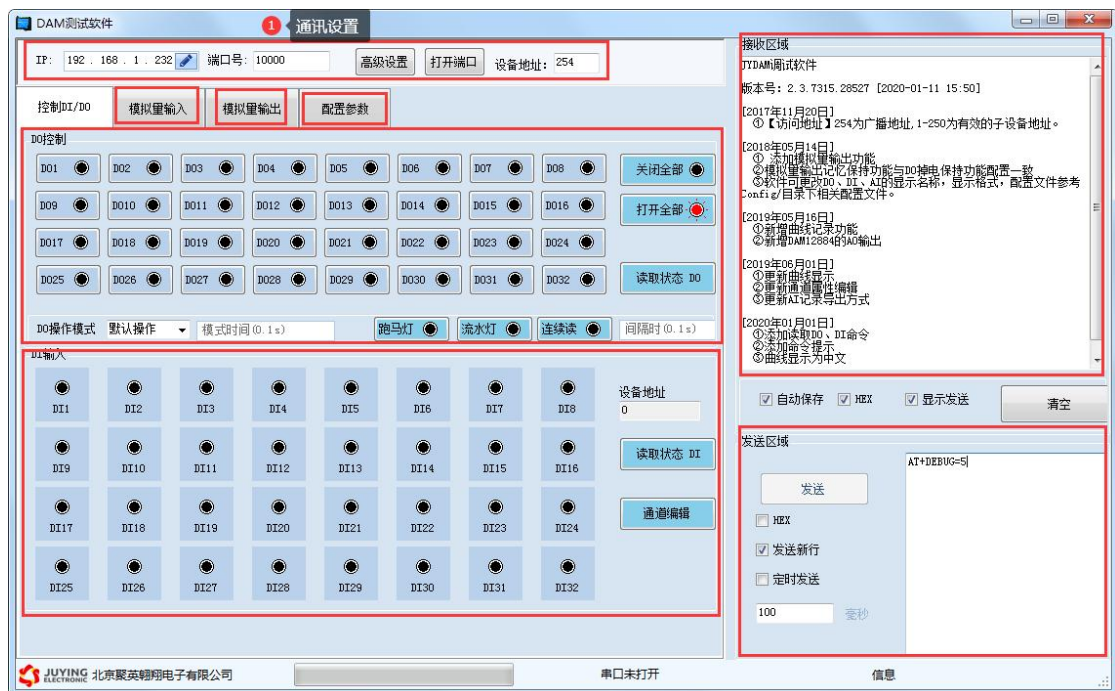 DAM测试软件
1 通讯设置
IP: 192 . 168 . 1 . 232 端口号: 10000 高级设置 打开端口 设备地址: 254
控制DI/DO 模拟量输入 模拟量输出 配置参数
DO控制
DO1 DO2 DO3 DO4 DO5 DO6 DO7 DO8 关闭全部
DO9 DO10 DO11 DO12 DO13 DO14 DO15 DO16 打开全部
DO17 DO18 DO19 DO20 DO21 DO22 DO23 DO24
DO25 DO26 DO27 DO28 DO29 DO30 DO31 DO32 读取状态 DO
DO操作模式 默认操作 模式时间(0.1s) 跑马灯 流水灯 连续读 间隔时(0.1s)
DI输入
DI1 DI2 DI3 DI4 DI5 DI6 DI7 DI8
设备地址
0
DI9 DI10 DI11 DI12 DI13 DI14 DI15 DI16 读取状态 DI
DI17 DI18 DI19 DI20 DI21 DI22 DI23 DI24 通道编辑
DI25 DI26 DI27 DI28 DI29 DI30 DI31 DI32
接收区域
JYDAM调试软件
版本号: 2.3.7315.28527 [2020-01-11 15:50]
[2017年11月20日]
①【访问地址】254为广播地址,1-250为有效的子设备地址。
[2018年05月14日]
① 添加模拟量输出功能
②模拟量输出记忆保持功能与DO掉电保持功能配置一致
③软件可更改DO、DI、AI的显示名称，显示格式，配置文件参考
Config/目录下相关配置文件。
[2019年05月16日]
①新增曲线记录功能
②新增DAM12884的AO输出
[2019年06月01日]
①更新曲线显示
②更新通道属性编辑
③更新AI记录导出方式
[2020年01月01日]
①添加读取DO、DI命令
②添加命令提示
③曲线显示为中文
自动保存 HEX 显示发送 清空
发送区域
AT+DEBUG=5
发送
HEX
发送新行
定时发送
100 毫秒
JUYING ELECTRONIC 北京聚英翱翔电子有限公司 串口未打开 信息